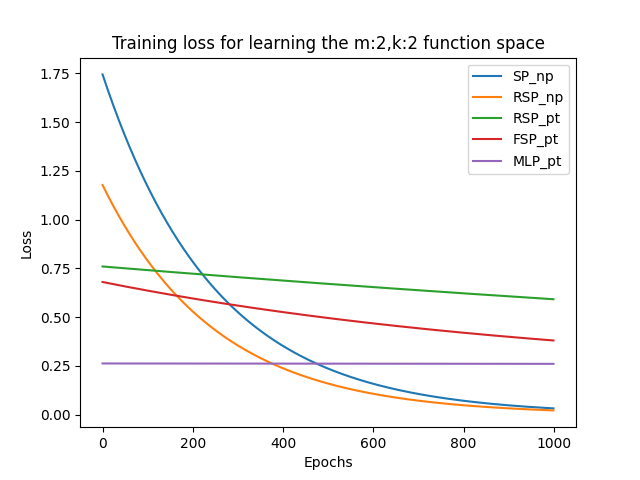 Training loss for learning the m:2,k:2 function space
1.75
1.50
1.25
1.00
0.75
0.50
0.25
0.00
Loss
SP_np
RSP_np
RSP_pt
FSP_pt
MLP_pt
0 200 400 600 800 1000
Epochs